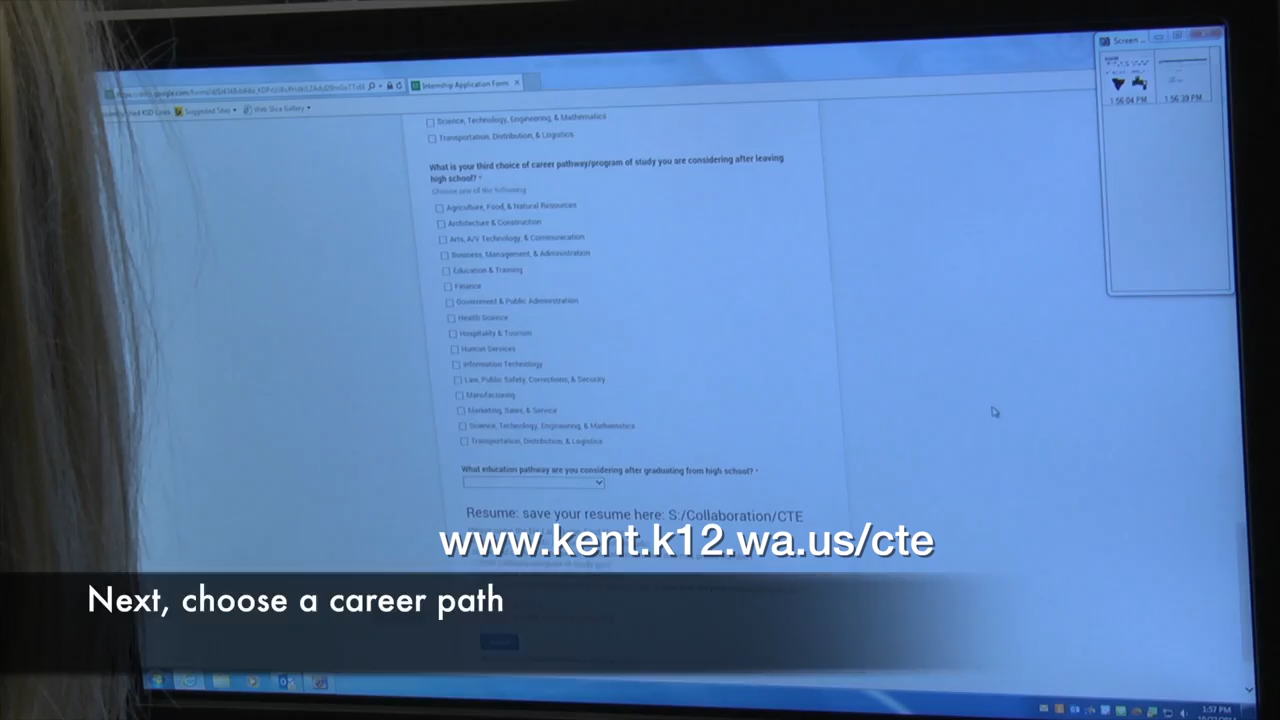 Screen ...
Internship Application Form
Suggested Sites
Web Slice Gallery
1:56:04 PM
1:56:39 PM
Science, Technology, Engineering, & Mathematics
Transportation, Distribution, & Logistics
What is your third choice of career pathway/program of study you are considering after leaving
high school? *
Choose one of the following
Agriculture, Food, & Natural Resources
Architecture & Construction
Arts, A/V Technology, & Communication
Business, Management, & Administration
Education & Training
Finance
Government & Public Administration
Health Science
Hospitality & Tourism
Human Services
Information Technology
Law, Public Safety, Corrections, & Security
Manufacturing
Marketing, Sales, & Service
Science, Technology, Engineering, & Mathematics
Transportation, Distribution, & Logistics
What education pathway are you considering after graduating from high school? *
Resume: save your resume here: S:/Collaboration/CTE
www.kent.k12.wa.us/cte
Next, choose a career path
1:57 PM